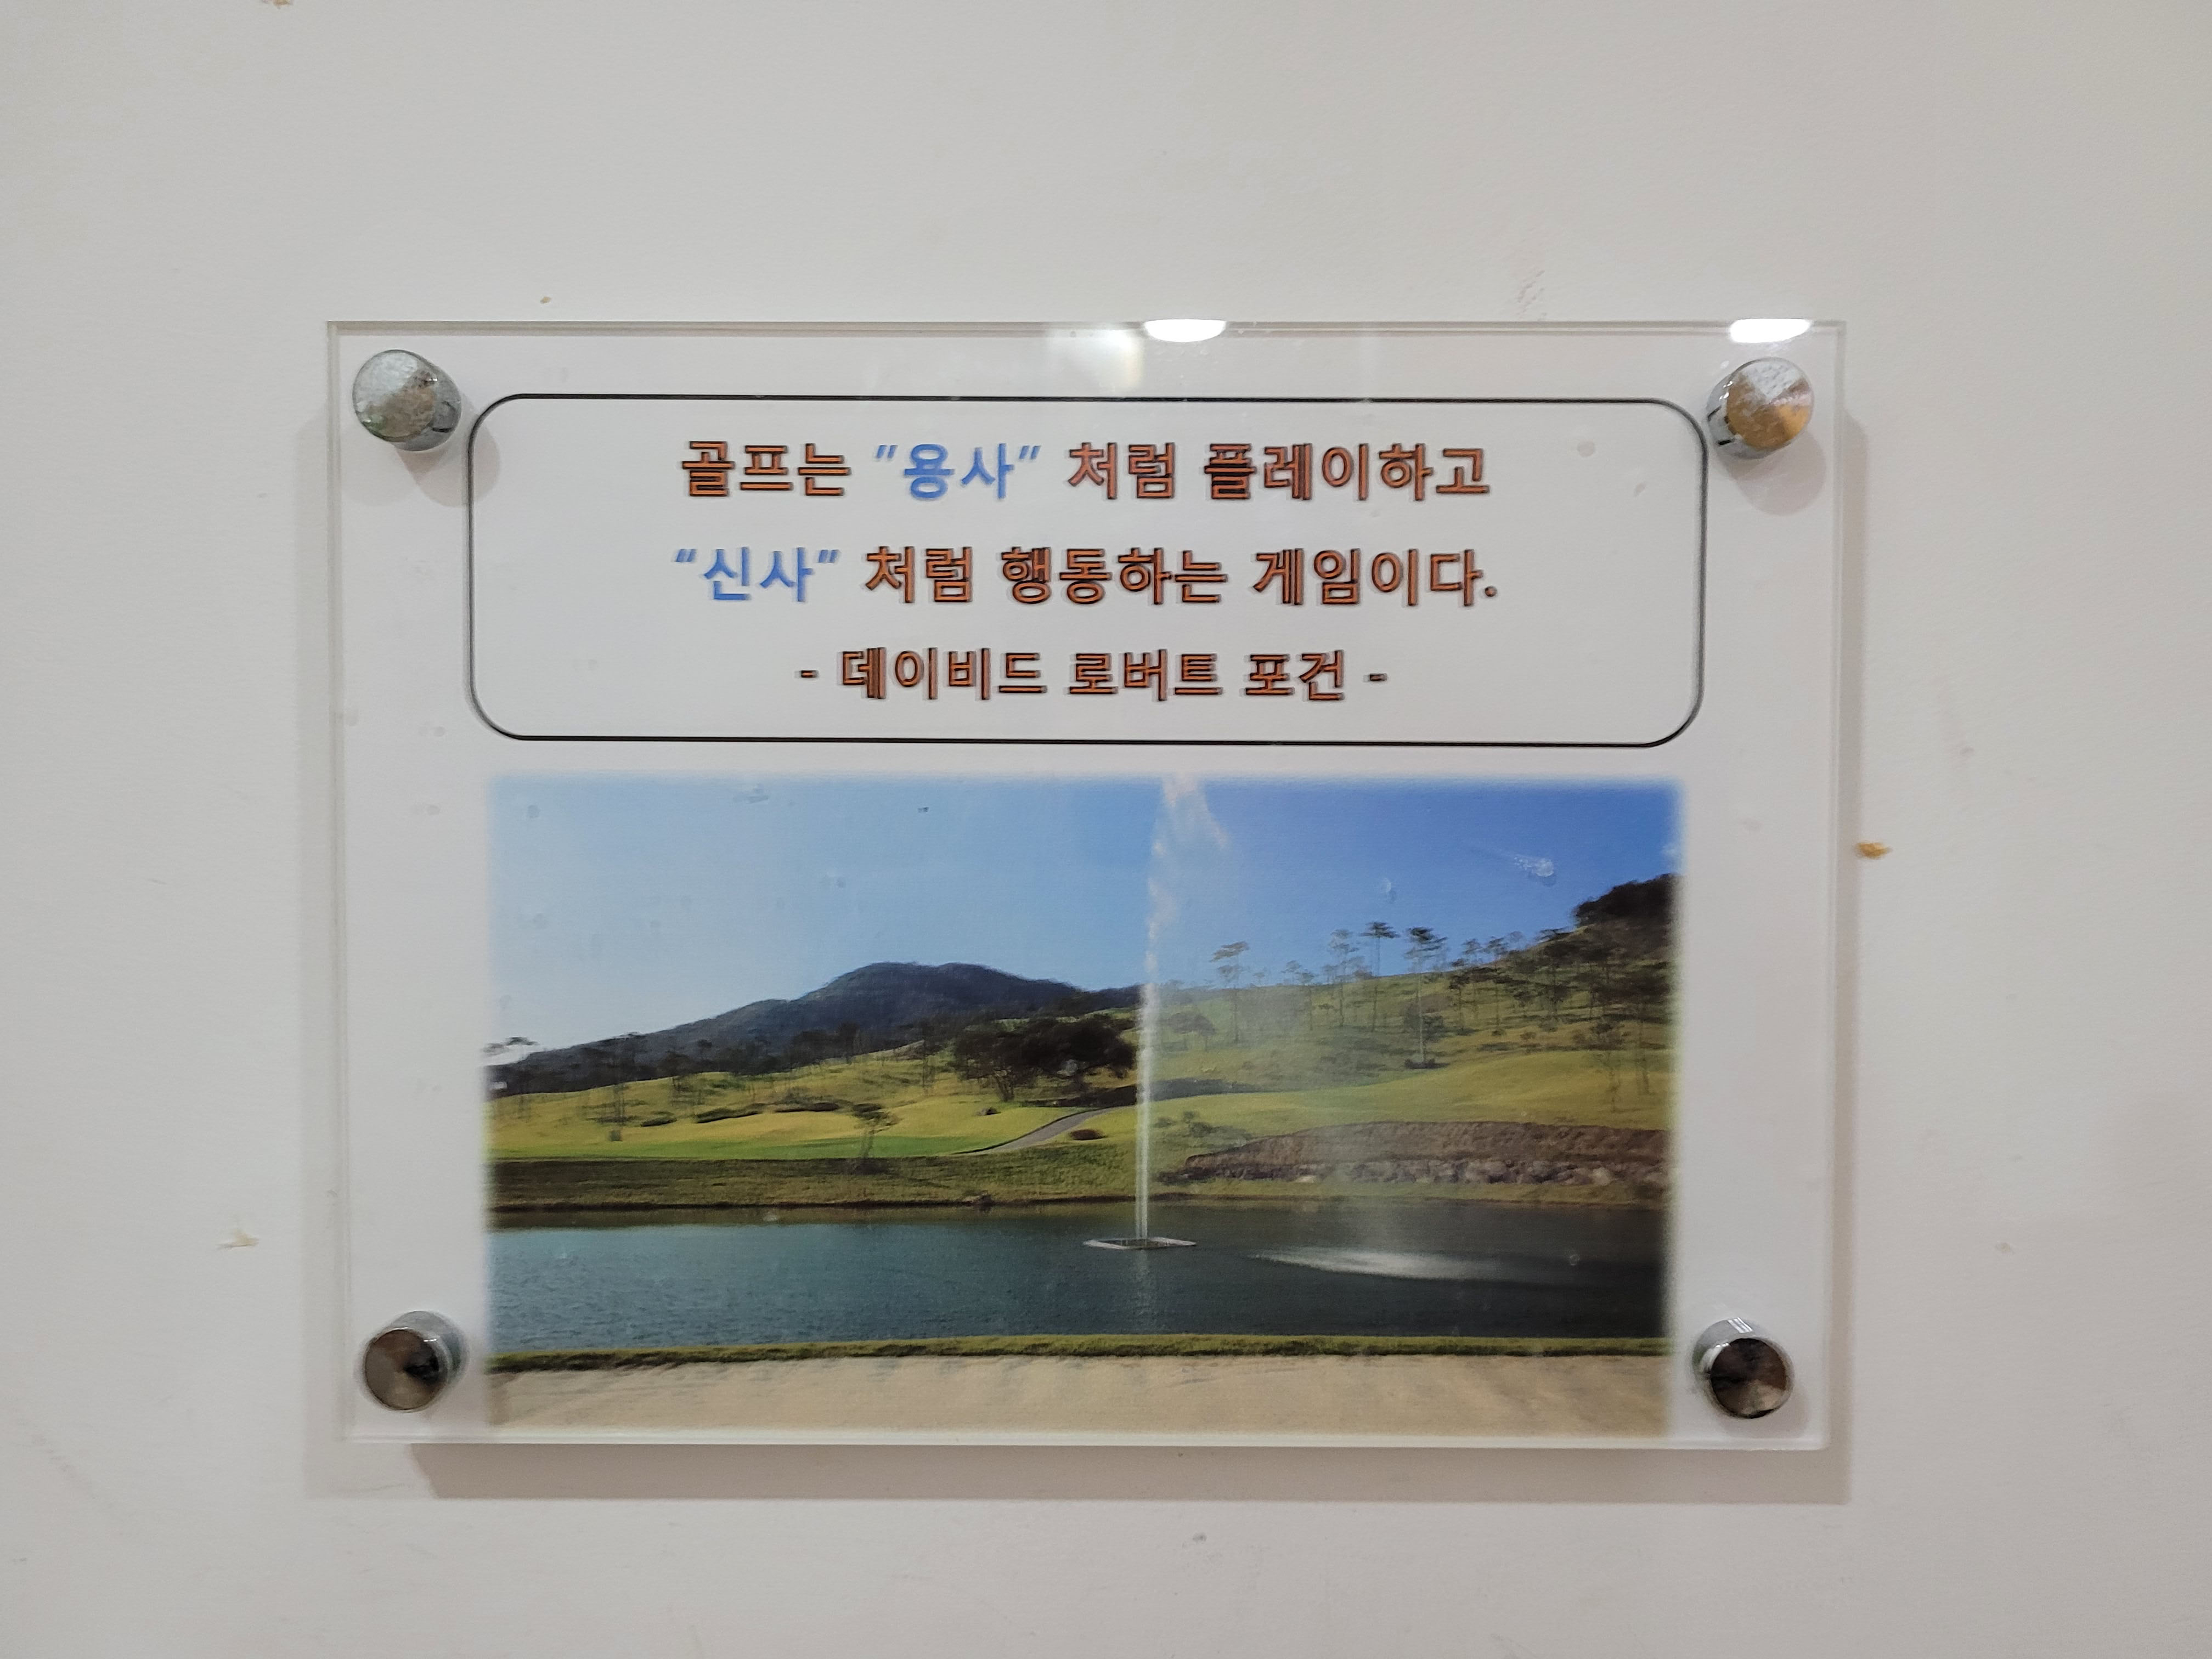 골프는 "용사" 처럼 플레이하고
“신사” 처럼 행동하는 게임이다.
- 데이비드 로버트 포건 -